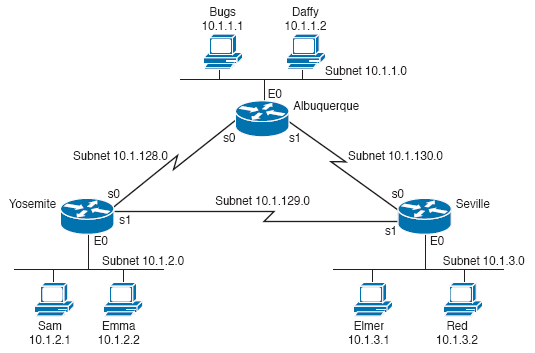 Bugs
10.1.1.1
Daffy
10.1.1.2
Subnet 10.1.1.0
E0
Albuquerque
s0
s1
Subnet 10.1.128.0
Subnet 10.1.130.0
s0
Yosemite
s1
Subnet 10.1.129.0
s0
Seville
s1
E0
E0
Subnet 10.1.2.0
Subnet 10.1.3.0
Sam
10.1.2.1
Emma
10.1.2.2
Elmer
10.1.3.1
Red
10.1.3.2